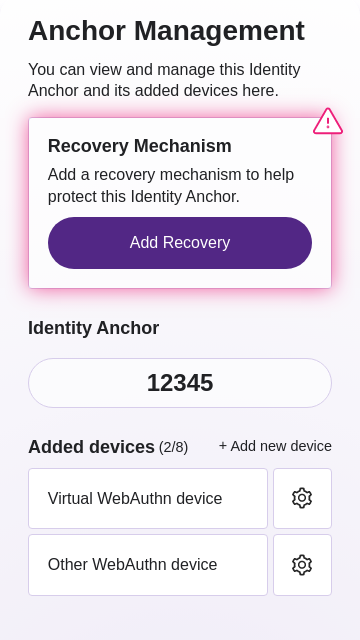 Anchor Management
You can view and manage this Identity
Anchor and its added devices here.
Recovery Mechanism
Add a recovery mechanism to help
protect this Identity Anchor.
Add Recovery
Identity Anchor
12345
Added devices (2/8) + Add new device
Virtual WebAuthn device
Other WebAuthn device